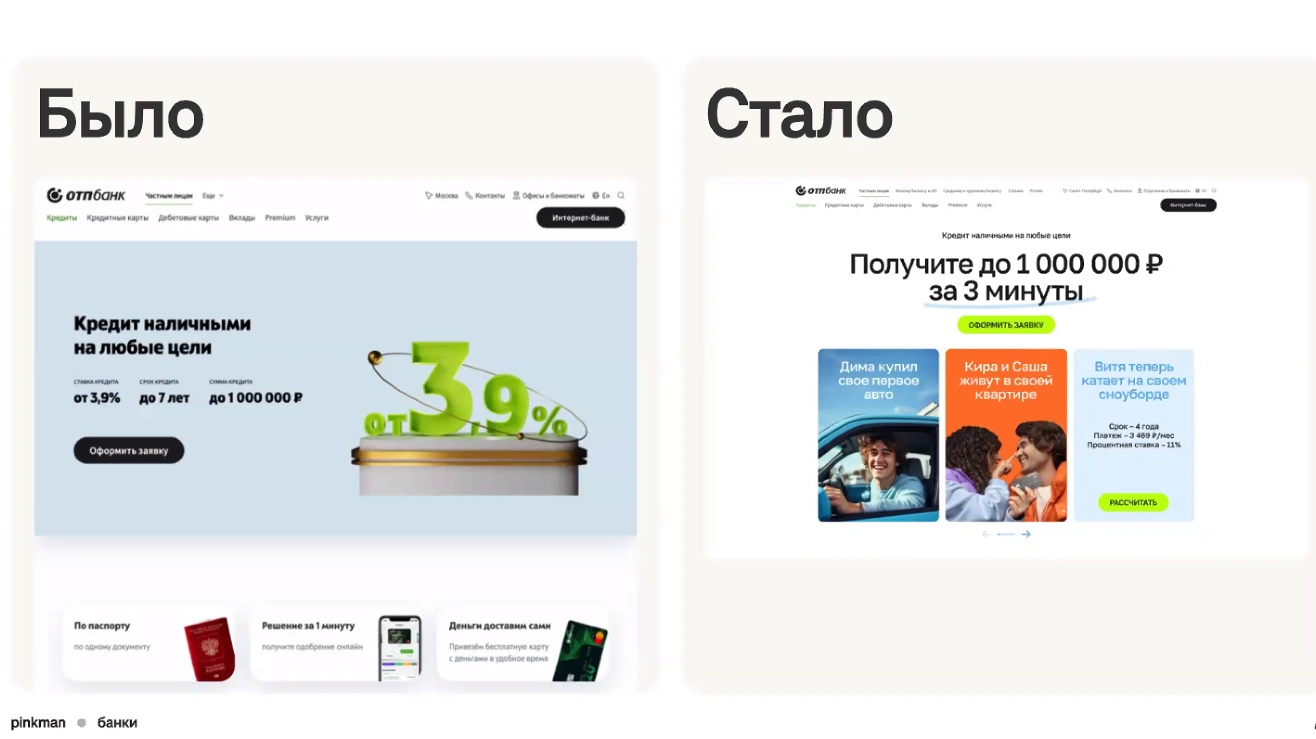 Было
отпбанк
Частным лицам Еще
Москва Контакты Офисы и банкоматы En
Кредиты Кредитные карты Дебетовые карты Вклады Premium Услуги
Интернет-банк
Кредит наличными
на любые цели
СТАВКА КРЕДИТА СРОК КРЕДИТА СУММА КРЕДИТА
от 3,9% до 7 лет до 1 000 000 ₽
Оформить заявку
от 3,9%
По паспорту
по одному документу
Решение за 1 минуту
получите одобрение онлайн
Деньги доставим сами
Привезём бесплатную карту
с деньгами в удобное время
Стало
отпбанк
Частным лицам Малому бизнесу и ИП Среднему и крупному бизнесу О банке Private
Санкт-Петербург Контакты Отделения и банкоматы En
Кредиты Кредитные карты Дебетовые карты Вклады Premium Услуги
Интернет-банк
Кредит наличными на любые цели
Получите до 1 000 000 ₽
за 3 минуты
ОФОРМИТЬ ЗАЯВКУ
Дима купил
свое первое
авто
Кира и Саша
живут в своей
квартире
Витя теперь
катает на своем
сноуборде
Срок – 4 года
Платеж – 3 469 ₽/мес
Процентная ставка – 11%
РАССЧИТАТЬ
pinkman банки